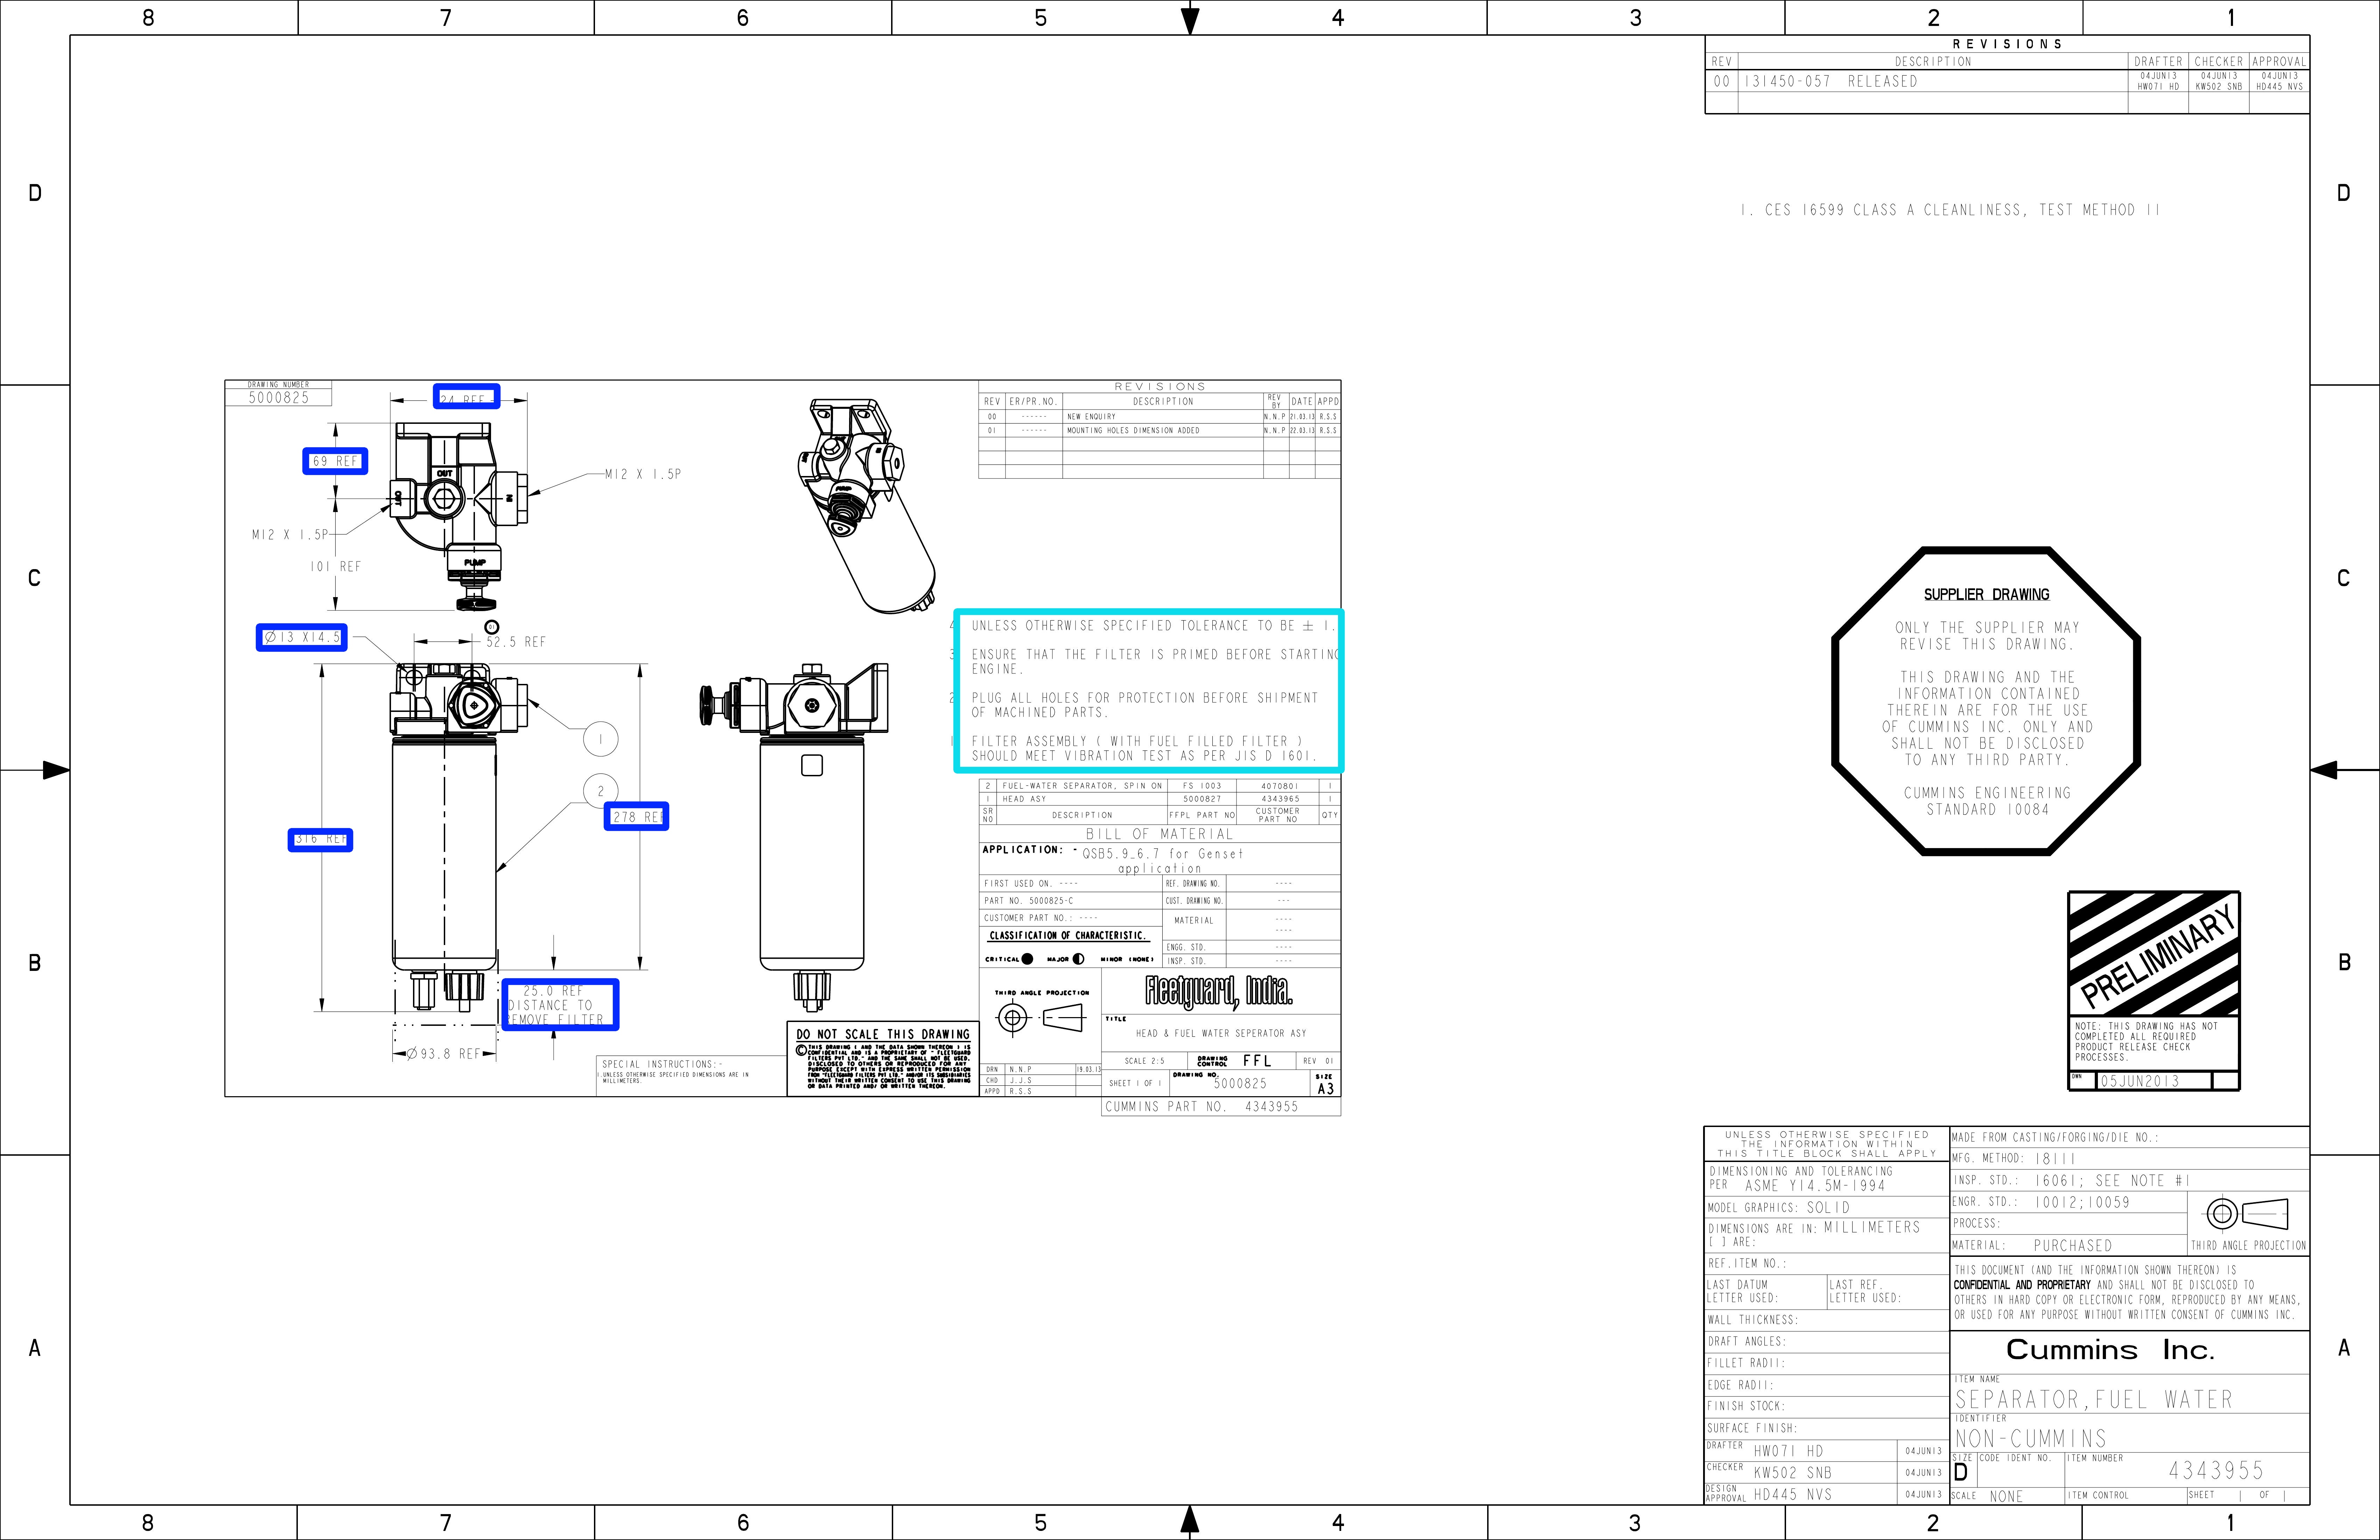 8 7 6 5 4 3 2 1
REVISIONS
REV DESCRIPTION DRAFTER CHECKER APPROVAL
00 131450-057 RELEASED 04JUN13 HW071 HD 04JUN13 KW502 SNB 04JUN13 HD445 NVS
D D
1. CES 16599 CLASS A CLEANLINESS, TEST METHOD 11
DRAWING NUMBER
5000825
24 REF
69 REF
OUT
OUT
IN
M12 X 1.5P
M12 X 1.5P
101 REF
PUMP
PUMP
REVISIONS
REV ER/PR.NO. DESCRIPTION REV BY DATE APPD
00 ------ NEW ENQUIRY N.N.P 21.03.13 R.S.S
01 ------ MOUNTING HOLES DIMENSION ADDED N.N.P 22.03.13 R.S.S
C C
Ø13 X14.5
01
52.5 REF
1
2
278 REF
316 REF
25.0 REF
DISTANCE TO
REMOVE FILTER
Ø93.8 REF
4 UNLESS OTHERWISE SPECIFIED TOLERANCE TO BE ± 1.
3 ENSURE THAT THE FILTER IS PRIMED BEFORE STARTING
ENGINE.
2 PLUG ALL HOLES FOR PROTECTION BEFORE SHIPMENT
OF MACHINED PARTS.
1 FILTER ASSEMBLY ( WITH FUEL FILLED FILTER )
SHOULD MEET VIBRATION TEST AS PER JIS D 1601.
2 FUEL-WATER SEPARATOR, SPIN ON FS 1003 4070801 1
1 HEAD ASY 5000827 4343965 1
SR NO DESCRIPTION FFPL PART NO CUSTOMER PART NO QTY
BILL OF MATERIAL
APPLICATION: - QSB5.9_6.7 for Genset
application
FIRST USED ON. ---- REF. DRAWING NO. ----
PART NO. 5000825-C CUST. DRAWING NO. ---
CUSTOMER PART NO.: ---- MATERIAL ----
----
CLASSIFICATION OF CHARACTERISTIC.
ENGG. STD. ----
CRITICAL MAJOR MINOR (NONE) INSP. STD. ----
THIRD ANGLE PROJECTION
Fleetguard, India.
TITLE
HEAD & FUEL WATER SEPERATOR ASY
SCALE 2:5 DRAWING CONTROL FFL REV 01
DRN N.N.P 19.03.13
CHD J.J.S
APPD R.S.S
SHEET 1 OF 1 DRAWING NO. 5000825 SIZE A3
CUMMINS PART NO. 4343955
SPECIAL INSTRUCTIONS:-
1.UNLESS OTHERWISE SPECIFIED DIMENSIONS ARE IN
MILLIMETERS.
DO NOT SCALE THIS DRAWING
© THIS DRAWING ( AND THE DATA SHOWN THEREON ) IS
CONFIDENTIAL AND IS A PROPRIETARY OF " FLEETGUARD
FILTERS PVT LTD." AND THE SAME SHALL NOT BE USED,
DISCLOSED TO OTHERS OR REPRODUCED FOR ANY
PURPOSE EXCEPT WITH EXPRESS WRITTEN PERMISSION
FROM "FLEETGUARD FILTERS PVT LTD." AND/OR ITS SUBSIDIARIES
WITHOUT THEIR WRITTEN CONSENT TO USE THIS DRAWING
OR DATA PRINTED AND/ OR WRITTEN THEREON.
SUPPLIER DRAWING
ONLY THE SUPPLIER MAY
REVISE THIS DRAWING.
THIS DRAWING AND THE
INFORMATION CONTAINED
THEREIN ARE FOR THE USE
OF CUMMINS INC. ONLY AND
SHALL NOT BE DISCLOSED
TO ANY THIRD PARTY.
CUMMINS ENGINEERING
STANDARD 10084
B B
PRELIMINARY
NOTE: THIS DRAWING HAS NOT
COMPLETED ALL REQUIRED
PRODUCT RELEASE CHECK
PROCESSES.
DWN 05JUN2013
UNLESS OTHERWISE SPECIFIED
THE INFORMATION WITHIN
THIS TITLE BLOCK SHALL APPLY
DIMENSIONING AND TOLERANCING
PER ASME Y14.5M-1994
MODEL GRAPHICS: SOLID
DIMENSIONS ARE IN: MILLIMETERS
[ ] ARE:
REF.ITEM NO.:
LAST DATUM LETTER USED: LAST REF. LETTER USED:
WALL THICKNESS:
DRAFT ANGLES:
FILLET RADII:
EDGE RADII:
FINISH STOCK:
SURFACE FINISH:
DRAFTER HW071 HD 04JUN13
CHECKER KW502 SNB 04JUN13
DESIGN APPROVAL HD445 NVS 04JUN13
MADE FROM CASTING/FORGING/DIE NO.:
MFG. METHOD: 18111
INSP. STD.: 16061; SEE NOTE #1
ENGR. STD.: 10012;10059
PROCESS:
MATERIAL: PURCHASED
THIRD ANGLE PROJECTION
THIS DOCUMENT (AND THE INFORMATION SHOWN THEREON) IS
CONFIDENTIAL AND PROPRIETARY AND SHALL NOT BE DISCLOSED TO
OTHERS IN HARD COPY OR ELECTRONIC FORM, REPRODUCED BY ANY MEANS,
OR USED FOR ANY PURPOSE WITHOUT WRITTEN CONSENT OF CUMMINS INC.
A A
Cummins Inc.
ITEM NAME
SEPARATOR,FUEL WATER
IDENTIFIER
NON-CUMMINS
SIZE D CODE IDENT NO. ITEM NUMBER 4343955
SCALE NONE ITEM CONTROL SHEET 1 OF 1
8 7 6 5 4 3 2 1